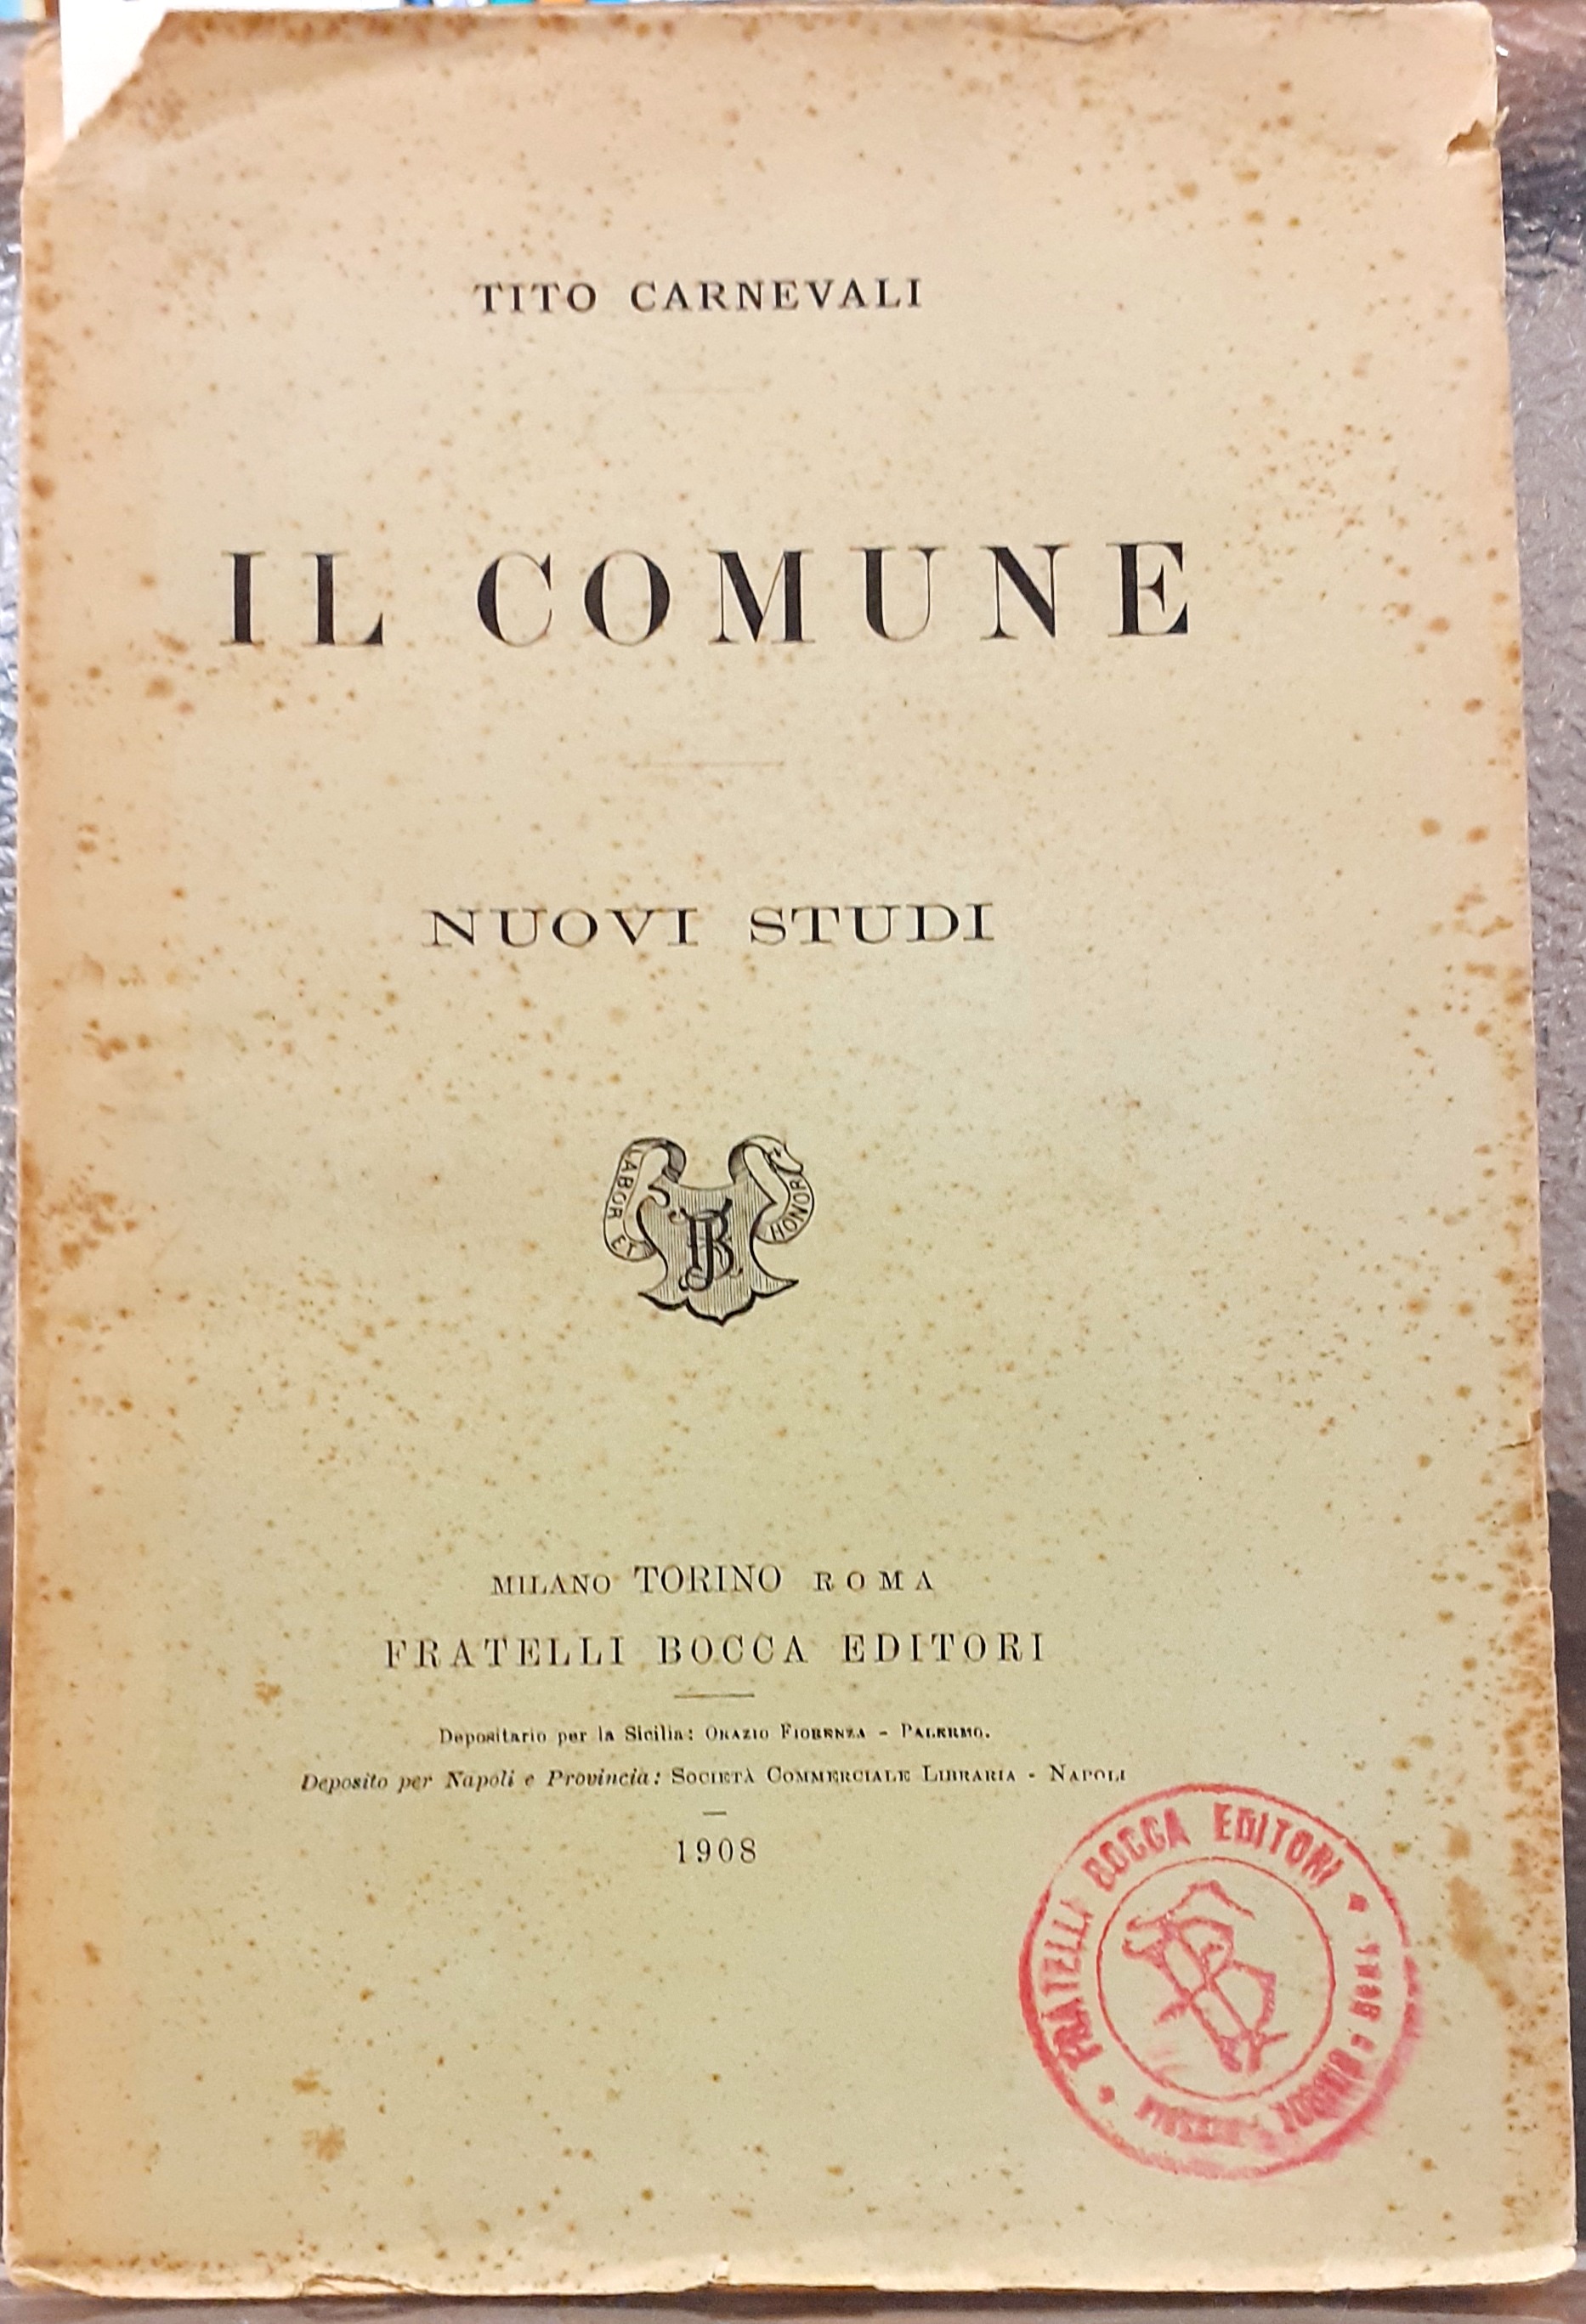 TITO CARNEVALI
IL COMUNE
NUOVI STUDI
LABOR ET HONOR
MILANO TORINO ROMA
FRATELLI BOCCA EDITORI
Depositario per la Sicilia: ORAZIO FIORENZA - PALERMO.
Deposito per Napoli e Provincia: SOCIETÀ COMMERCIALE LIBRARIA - NAPOLI
1908
FRATELLI BOCCA EDITORI